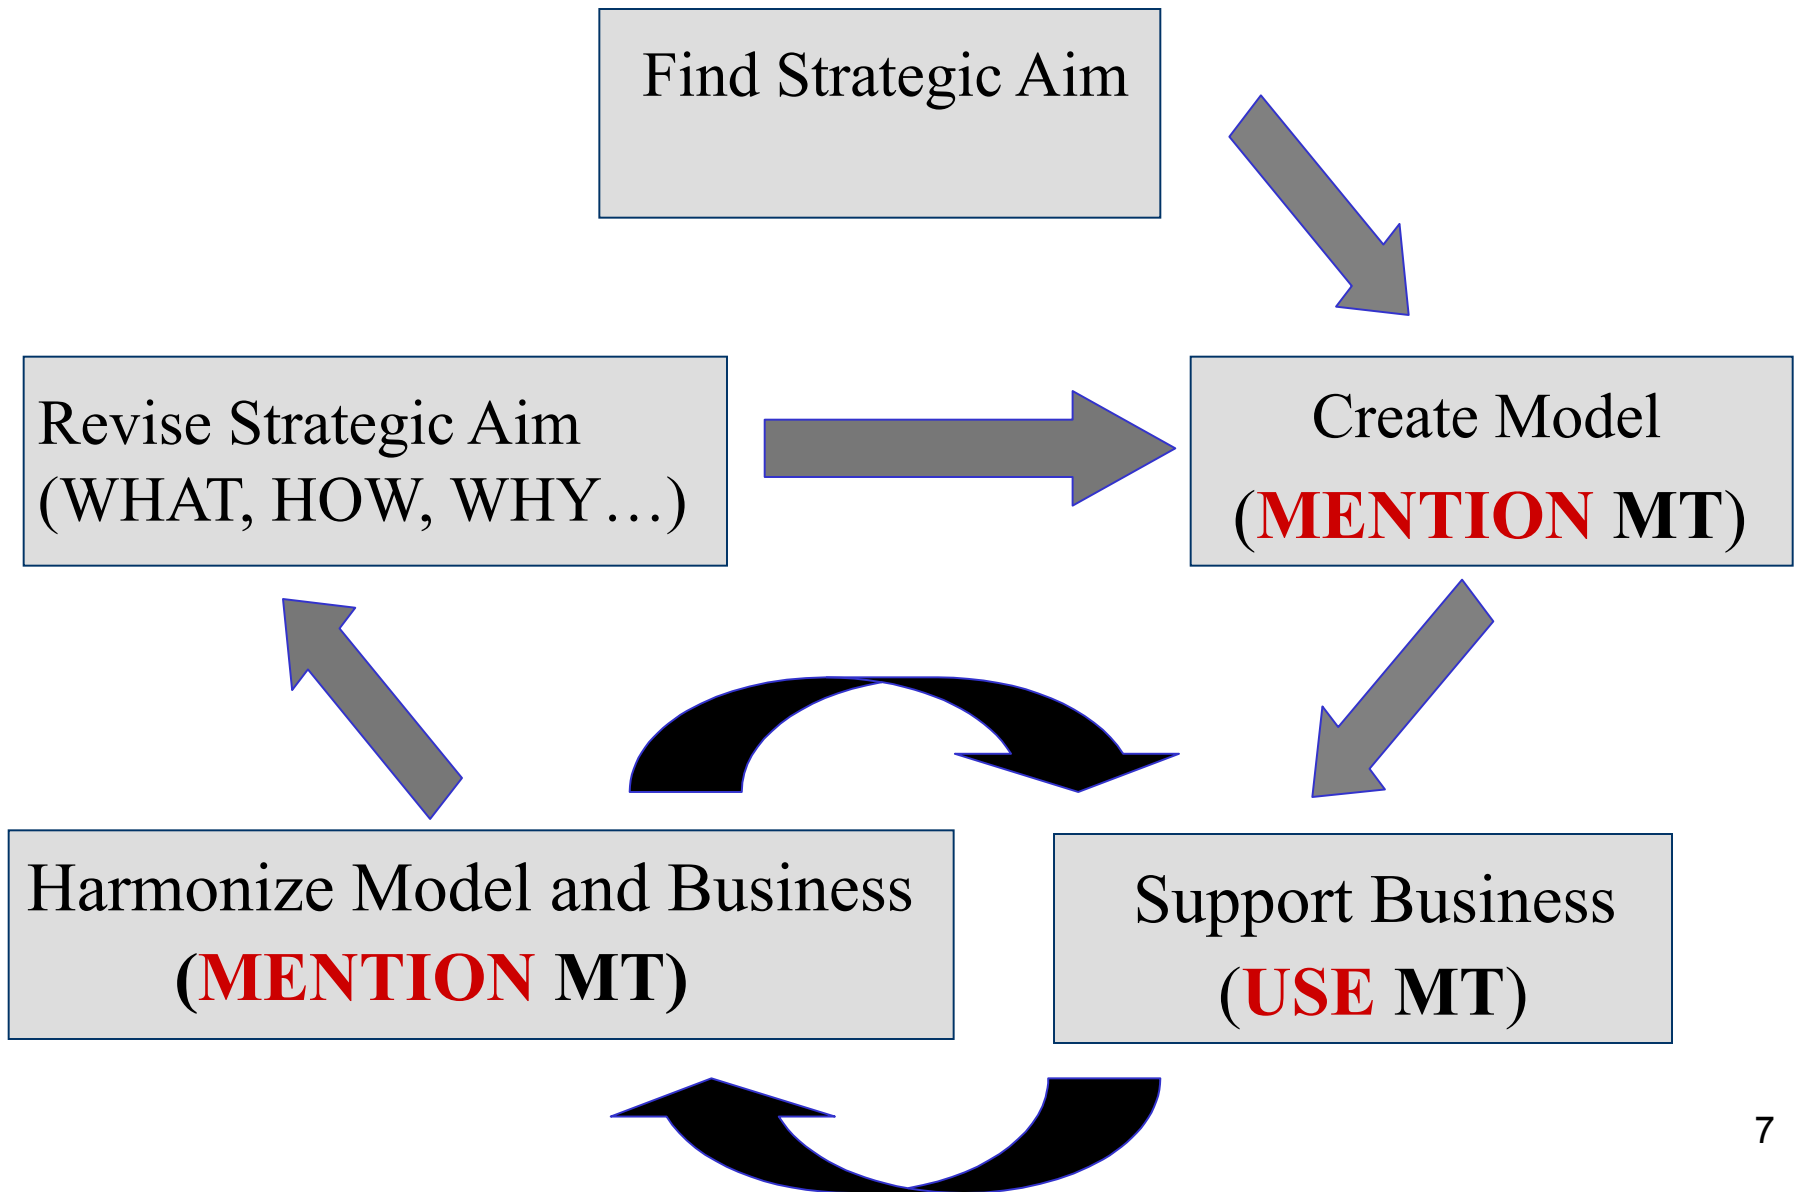 Find Strategic Aim
Revise Strategic Aim
(WHAT, HOW, WHY…)
Create Model
(MENTION MT)
Harmonize Model and Business
(MENTION MT)
Support Business
(USE MT)
7